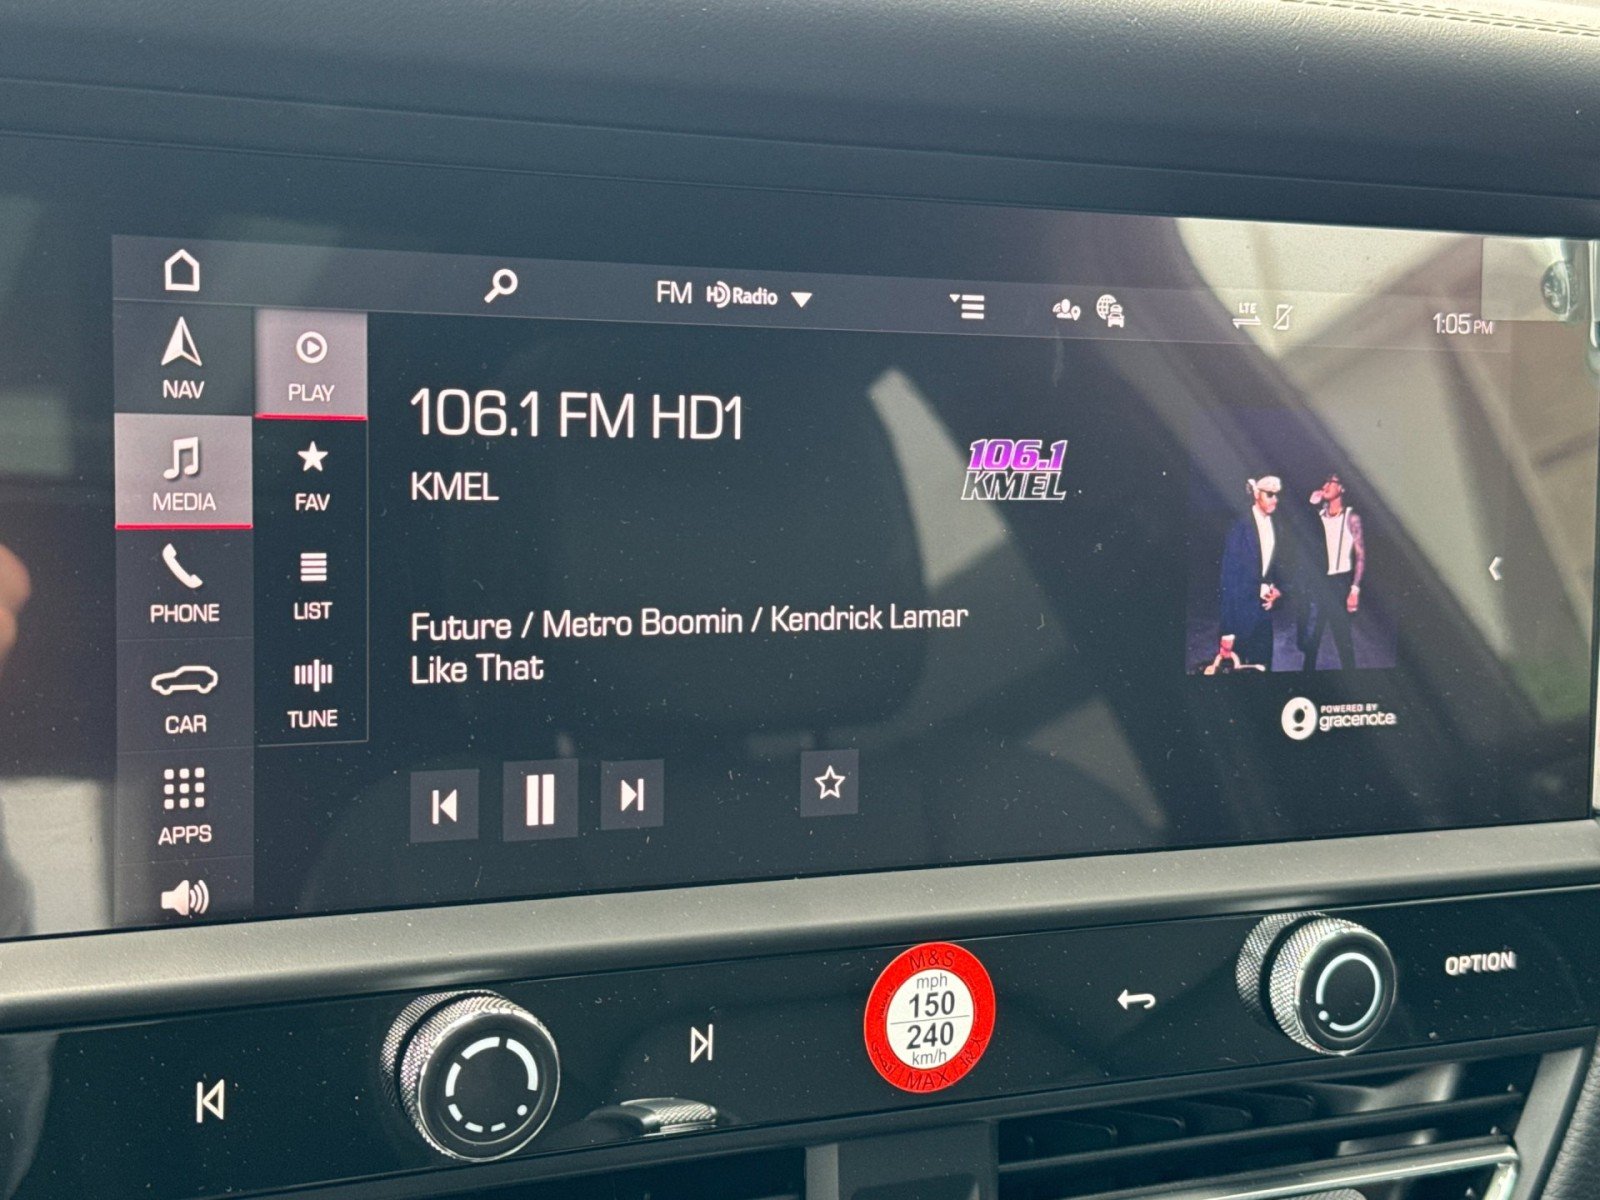 FM HD Radio
LTE
1:05 PM
NAV
PLAY
MEDIA
FAV
PHONE
LIST
CAR
TUNE
APPS
106.1 FM HD1
KMEL
106.1
KMEL
Future / Metro Boomin / Kendrick Lamar
Like That
POWERED BY
gracenote
OPTION
M&S
mph
150
240
km/h
MAX